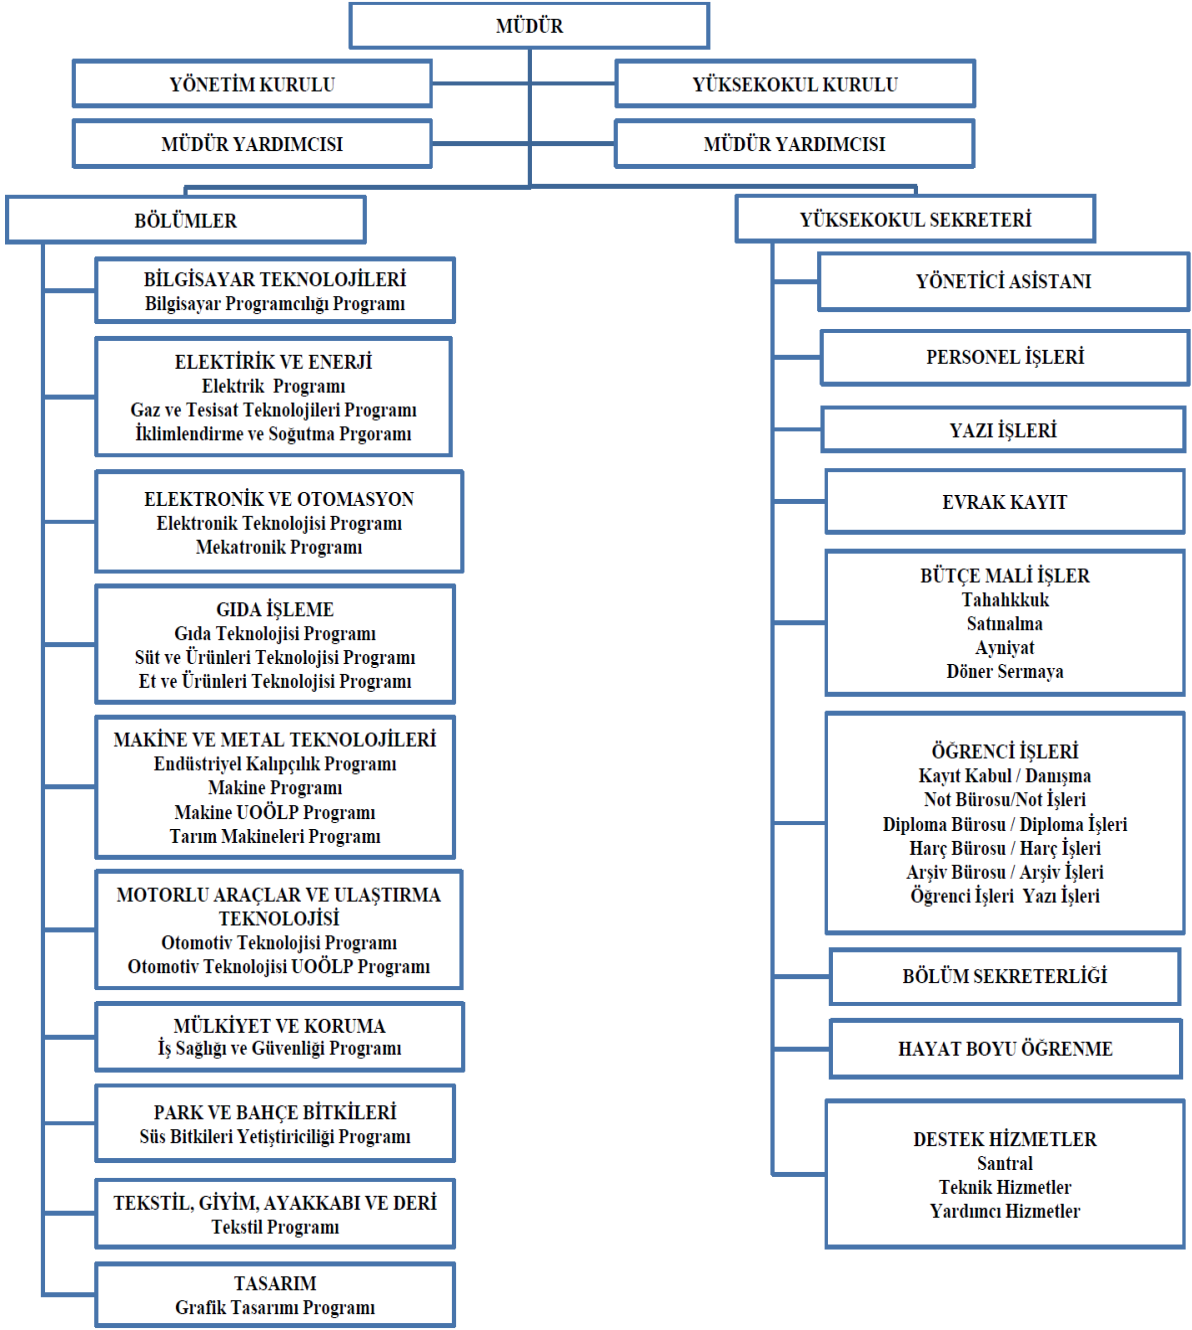 MÜDÜR
YÖNETİM KURULU
YÜKSEKOKUL KURULU
MÜDÜR YARDIMCISI
MÜDÜR YARDIMCISI
BÖLÜMLER
BİLGİSAYAR TEKNOLOJİLERİ
Bilgisayar Programcılığı Programı
ELEKTİRİK VE ENERJİ
Elektrik Programı
Gaz ve Tesisat Teknolojileri Programı
İklimlendirme ve Soğutma Prgoramı
ELEKTRONİK VE OTOMASYON
Elektronik Teknolojisi Programı
Mekatronik Programı
GIDA İŞLEME
Gıda Teknolojisi Programı
Süt ve Ürünleri Teknolojisi Programı
Et ve Ürünleri Teknolojisi Programı
MAKİNE VE METAL TEKNOLOJİLERİ
Endüstriyel Kalıpçılık Programı
Makine Programı
Makine UOÖLP Programı
Tarım Makineleri Programı
MOTORLU ARAÇLAR VE ULAŞTIRMA
TEKNOLOJİSİ
Otomotiv Teknolojisi Programı
Otomotiv Teknolojisi UOÖLP Programı
MÜLKİYET VE KORUMA
İş Sağlığı ve Güvenliği Programı
PARK VE BAHÇE BİTKİLERİ
Süs Bitkileri Yetiştiriciliği Programı
TEKSTİL, GİYİM, AYAKKABI VE DERİ
Tekstil Programı
TASARIM
Grafik Tasarımı Programı
YÜKSEKOKUL SEKRETERİ
YÖNETİCİ ASİSTANI
PERSONEL İŞLERİ
YAZI İŞLERİ
EVRAK KAYIT
BÜTÇE MALİ İŞLER
Tahahkkuk
Satınalma
Ayniyat
Döner Sermaya
ÖĞRENCİ İŞLERİ
Kayıt Kabul / Danışma
Not Bürosu/Not İşleri
Diploma Bürosu / Diploma İşleri
Harç Bürosu / Harç İşleri
Arşiv Bürosu / Arşiv İşleri
Öğrenci İşleri Yazı İşleri
BÖLÜM SEKRETERLİĞİ
HAYAT BOYU ÖĞRENME
DESTEK HİZMETLER
Santral
Teknik Hizmetler
Yardımcı Hizmetler